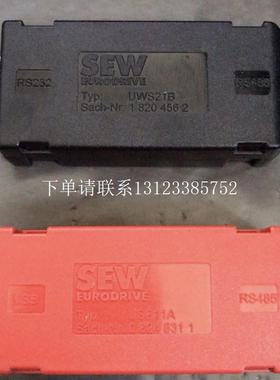 SEW
EURODRIVE
RS232
Typ: UWS21B
RS485
Sach-Nr. 1 820 456 2
下单请联系13123385752
SEW
EURODRIVE
RS485